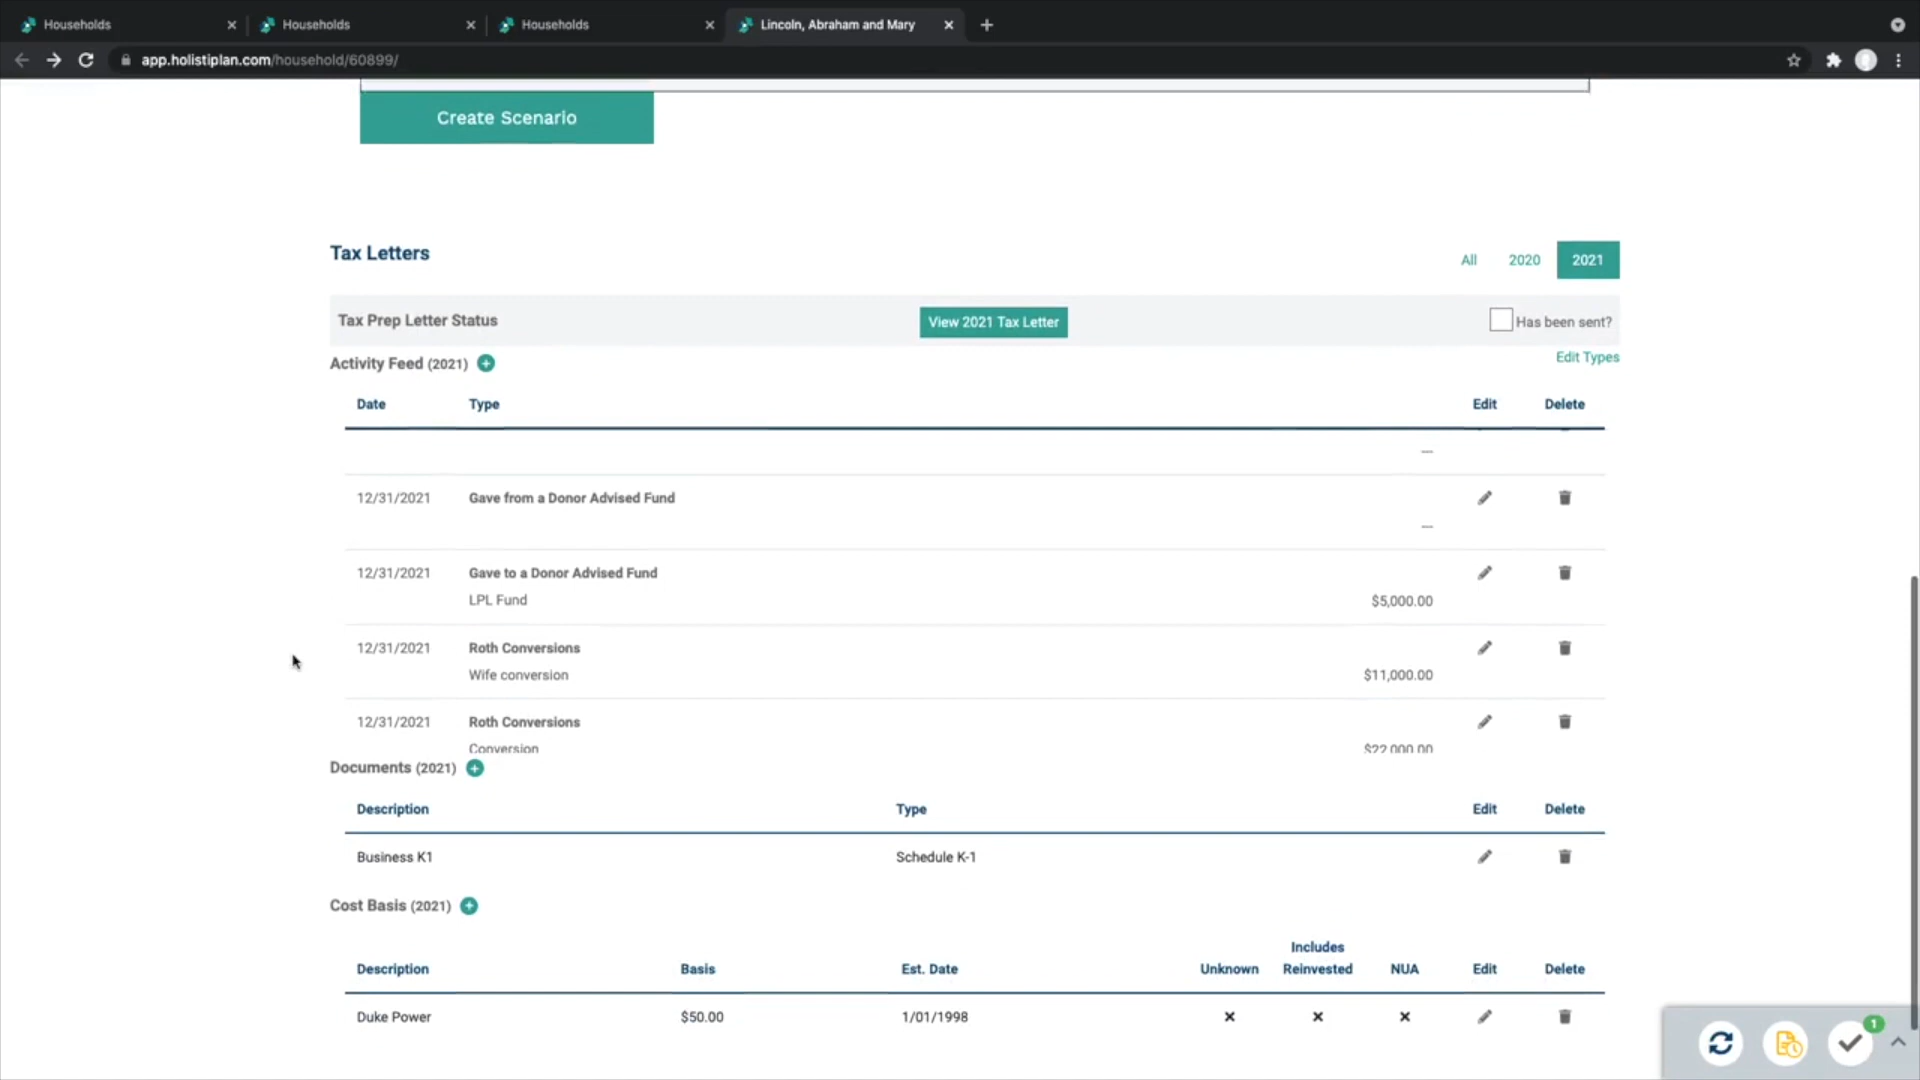 Households
Households
Households
Lincoln, Abraham and Mary
app.holistiplan.com/household/60899/
Create Scenario
Tax Letters
All 2020 2021
Tax Prep Letter Status View 2021 Tax Letter Has been sent?
Activity Feed (2021) Edit Types
Date Type Edit Delete
—
12/31/2021 Gave from a Donor Advised Fund
—
12/31/2021 Gave to a Donor Advised Fund
LPL Fund $5,000.00
12/31/2021 Roth Conversions
Wife conversion $11,000.00
12/31/2021 Roth Conversions
Conversion $22,000.00
Documents (2021)
Description Type Edit Delete
Business K1 Schedule K-1
Cost Basis (2021)
Description Basis Est. Date Unknown Includes Reinvested NUA Edit Delete
Duke Power $50.00 1/01/1998
1